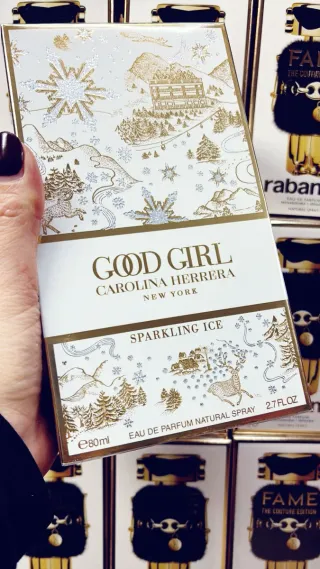 FAME
THE COUTURE EDITION
rabanne
GOOD GIRL
CAROLINA HERRERA
NEW YORK
SPARKLING ICE
℮80ml
EAU DE PARFUM NATURAL SPRAY
2.7 FL.OZ
FAME
THE COUTURE EDITION